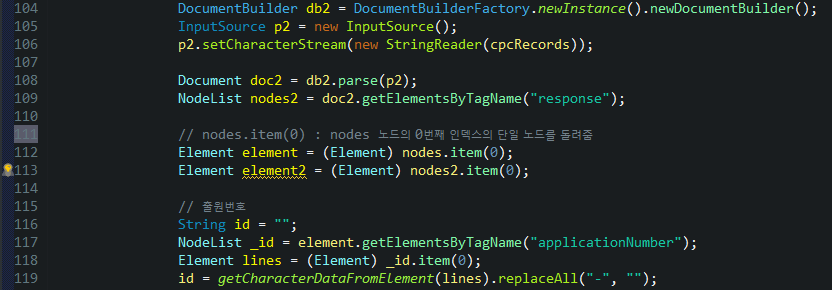 104 DocumentBuilder db2 = DocumentBuilderFactory.newInstance().newDocumentBuilder();
105 InputSource p2 = new InputSource();
106 p2.setCharacterStream(new StringReader(cpcRecords));
107
108 Document doc2 = db2.parse(p2);
109 NodeList nodes2 = doc2.getElementsByTagName("response");
110
111 // nodes.item(0) : nodes 노드의 0번째 인덱스의 단일 노드를 돌려줌
112 Element element = (Element) nodes.item(0);
113 Element element2 = (Element) nodes2.item(0);
114
115 // 출원번호
116 String id = "";
117 NodeList _id = element.getElementsByTagName("applicationNumber");
118 Element lines = (Element) _id.item(0);
119 id = getCharacterDataFromElement(lines).replaceAll("-", "");